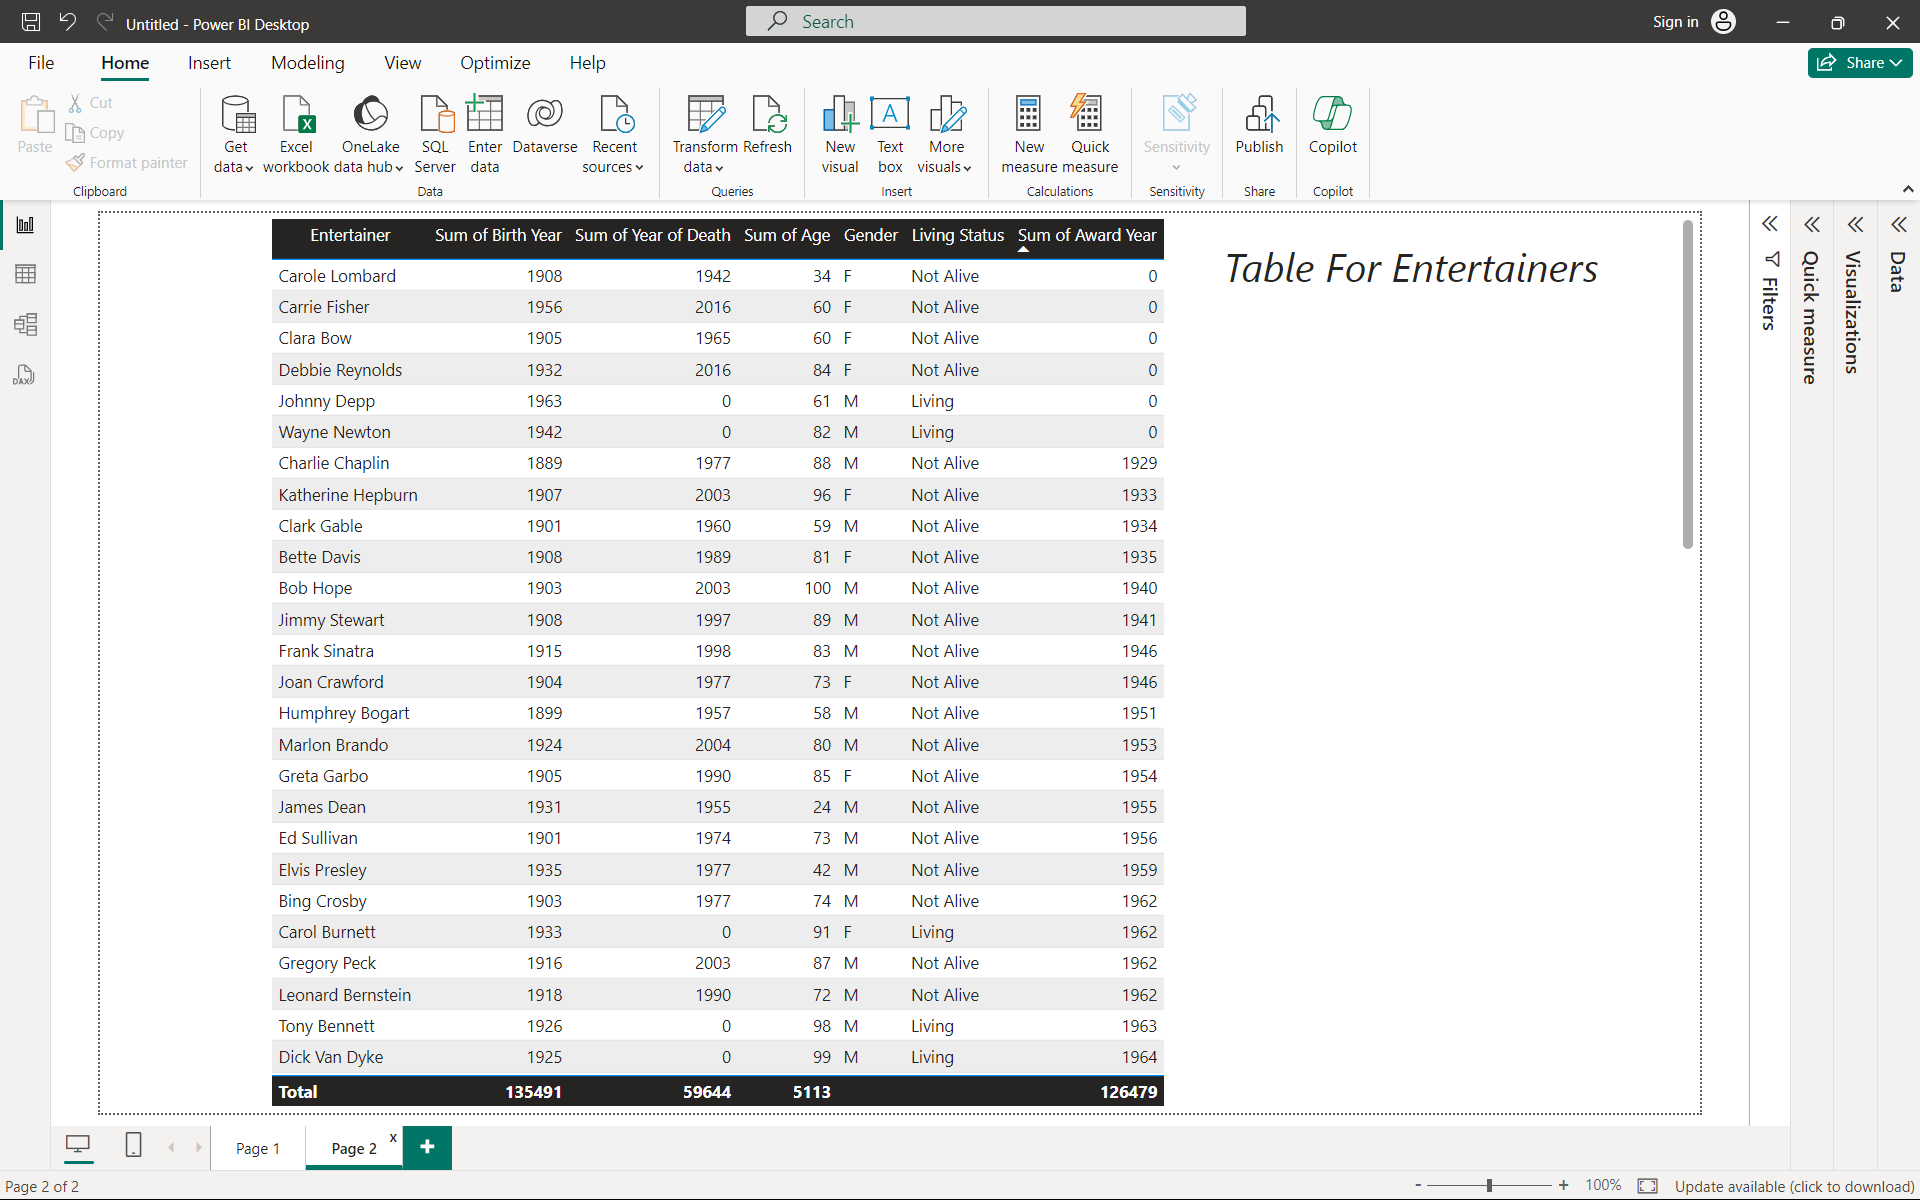 Untitled - Power BI Desktop
Search
Sign in
File Home Insert Modeling View Optimize Help
Share
Paste
Cut
Copy
Format painter
Clipboard
Get data
Excel workbook
OneLake data hub
SQL Server
Enter data
Dataverse
Recent sources
Data
Transform data
Refresh
Queries
New visual
Text box
More visuals
Insert
New measure
Quick measure
Calculations
Sensitivity
Sensitivity
Publish
Share
Copilot
Copilot
DAX
Entertainer Sum of Birth Year Sum of Year of Death Sum of Age Gender Living Status Sum of Award Year
Carole Lombard 1908 1942 34 F Not Alive 0
Carrie Fisher 1956 2016 60 F Not Alive 0
Clara Bow 1905 1965 60 F Not Alive 0
Debbie Reynolds 1932 2016 84 F Not Alive 0
Johnny Depp 1963 0 61 M Living 0
Wayne Newton 1942 0 82 M Living 0
Charlie Chaplin 1889 1977 88 M Not Alive 1929
Katherine Hepburn 1907 2003 96 F Not Alive 1933
Clark Gable 1901 1960 59 M Not Alive 1934
Bette Davis 1908 1989 81 F Not Alive 1935
Bob Hope 1903 2003 100 M Not Alive 1940
Jimmy Stewart 1908 1997 89 M Not Alive 1941
Frank Sinatra 1915 1998 83 M Not Alive 1946
Joan Crawford 1904 1977 73 F Not Alive 1946
Humphrey Bogart 1899 1957 58 M Not Alive 1951
Marlon Brando 1924 2004 80 M Not Alive 1953
Greta Garbo 1905 1990 85 F Not Alive 1954
James Dean 1931 1955 24 M Not Alive 1955
Ed Sullivan 1901 1974 73 M Not Alive 1956
Elvis Presley 1935 1977 42 M Not Alive 1959
Bing Crosby 1903 1977 74 M Not Alive 1962
Carol Burnett 1933 0 91 F Living 1962
Gregory Peck 1916 2003 87 M Not Alive 1962
Leonard Bernstein 1918 1990 72 M Not Alive 1962
Tony Bennett 1926 0 98 M Living 1963
Dick Van Dyke 1925 0 99 M Living 1964
Total 135491 59644 5113 126479
Table For Entertainers
Filters
Quick measure
Visualizations
Data
Page 1
Page 2
x
+
Page 2 of 2
- + 100%
Update available (click to download)